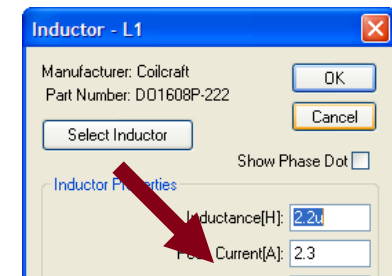 Inductor - L1
Manufacturer: Coilcraft
OK
Part Number: DO1608P-222
Cancel
Select Inductor
Show Phase Dot
Inductor Properties
Inductance[H]: 2.2u
Current[A]: 2.3